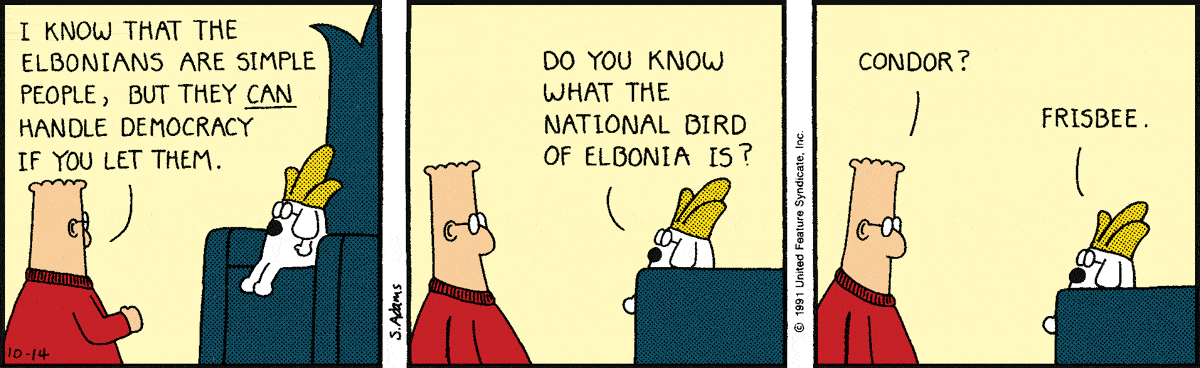 I KNOW THAT THE
ELBONIANS ARE SIMPLE
PEOPLE, BUT THEY CAN
HANDLE DEMOCRACY
IF YOU LET THEM.
10-14
S. Adams
DO YOU KNOW
WHAT THE
NATIONAL BIRD
OF ELBONIA IS?
© 1991 United Feature Syndicate, Inc.
CONDOR?
FRISBEE.